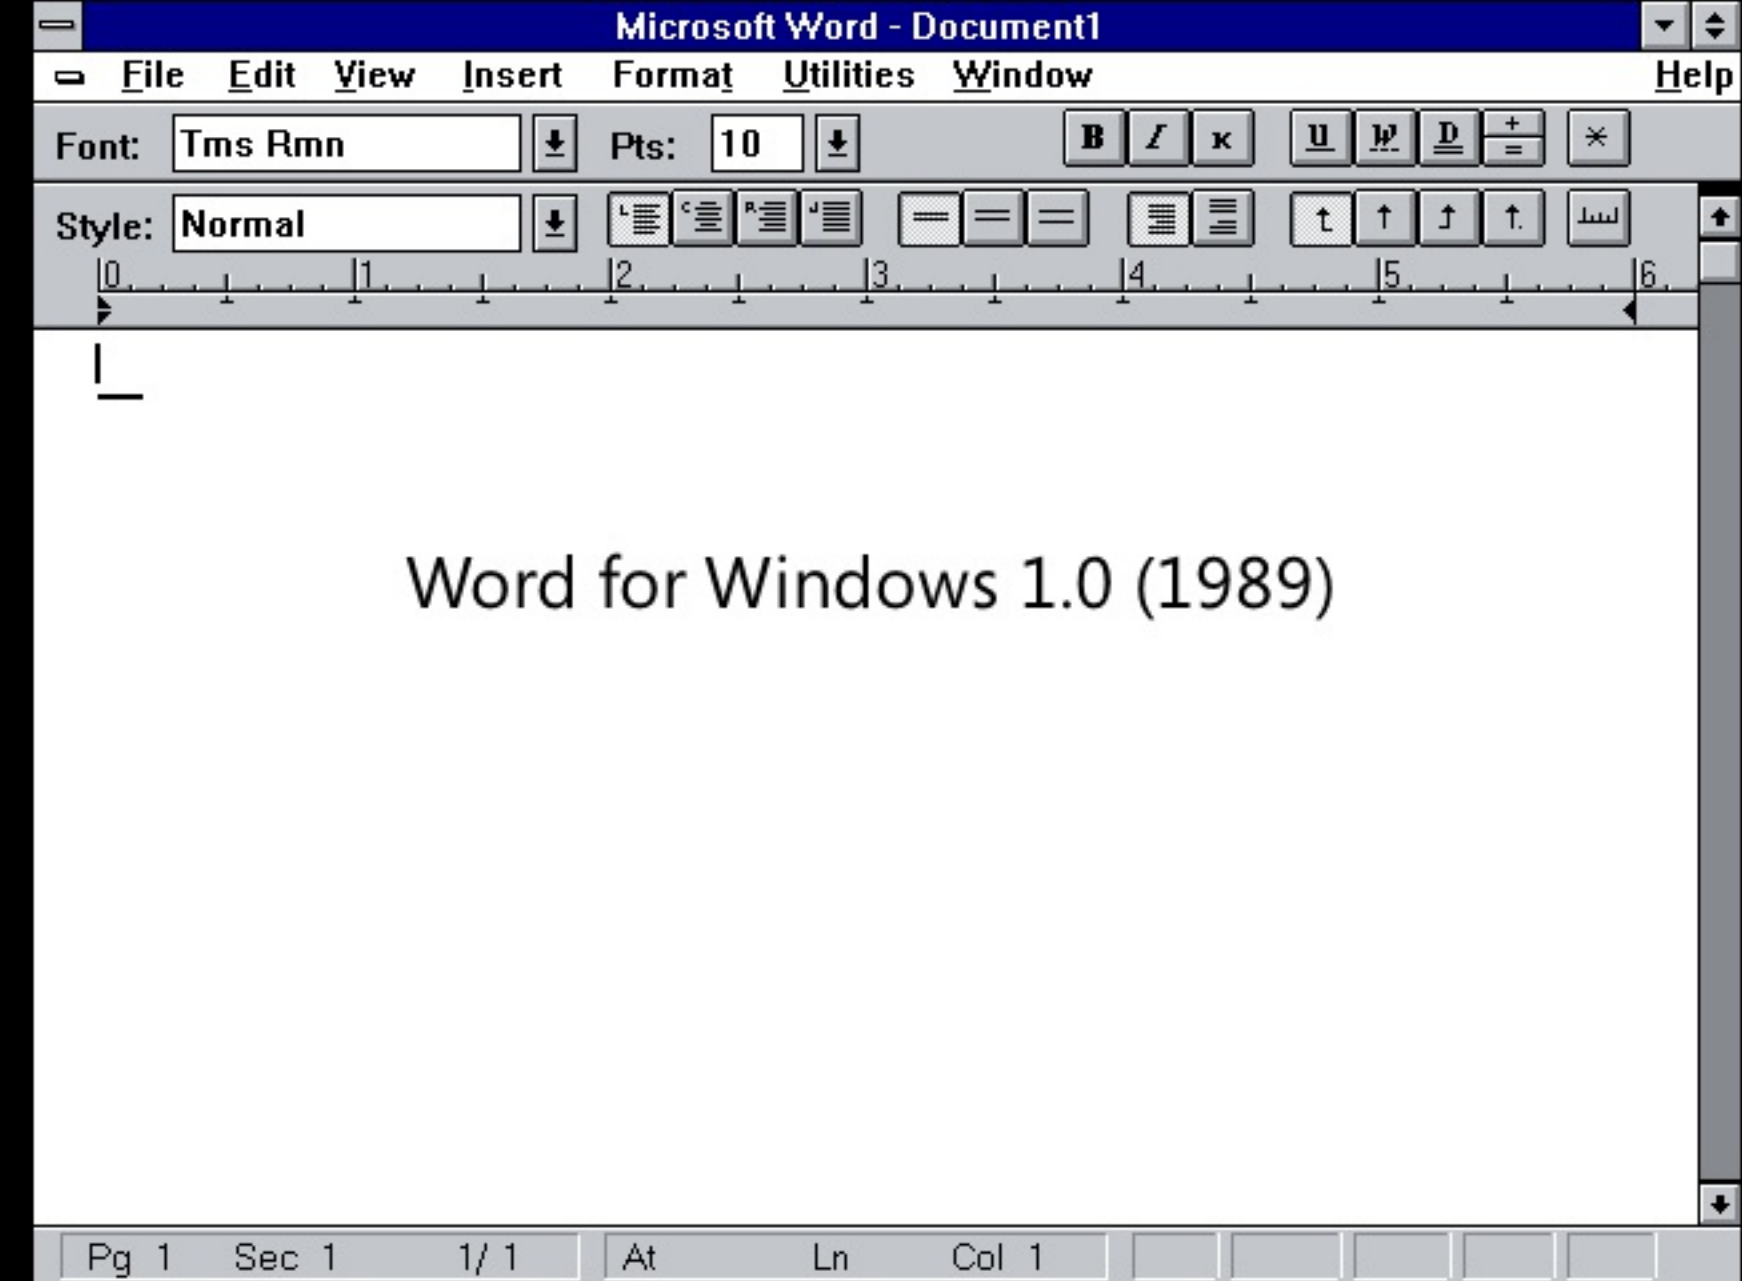 Microsoft Word - Document1
File Edit View Insert Format Utilities Window Help
Font: Tms Rmn Pts: 10 B I K U W D + = *
Style: Normal L C R J
0 1 2 3 4 5 6
Word for Windows 1.0 (1989)
Pg 1 Sec 1 1/ 1 At Ln Col 1